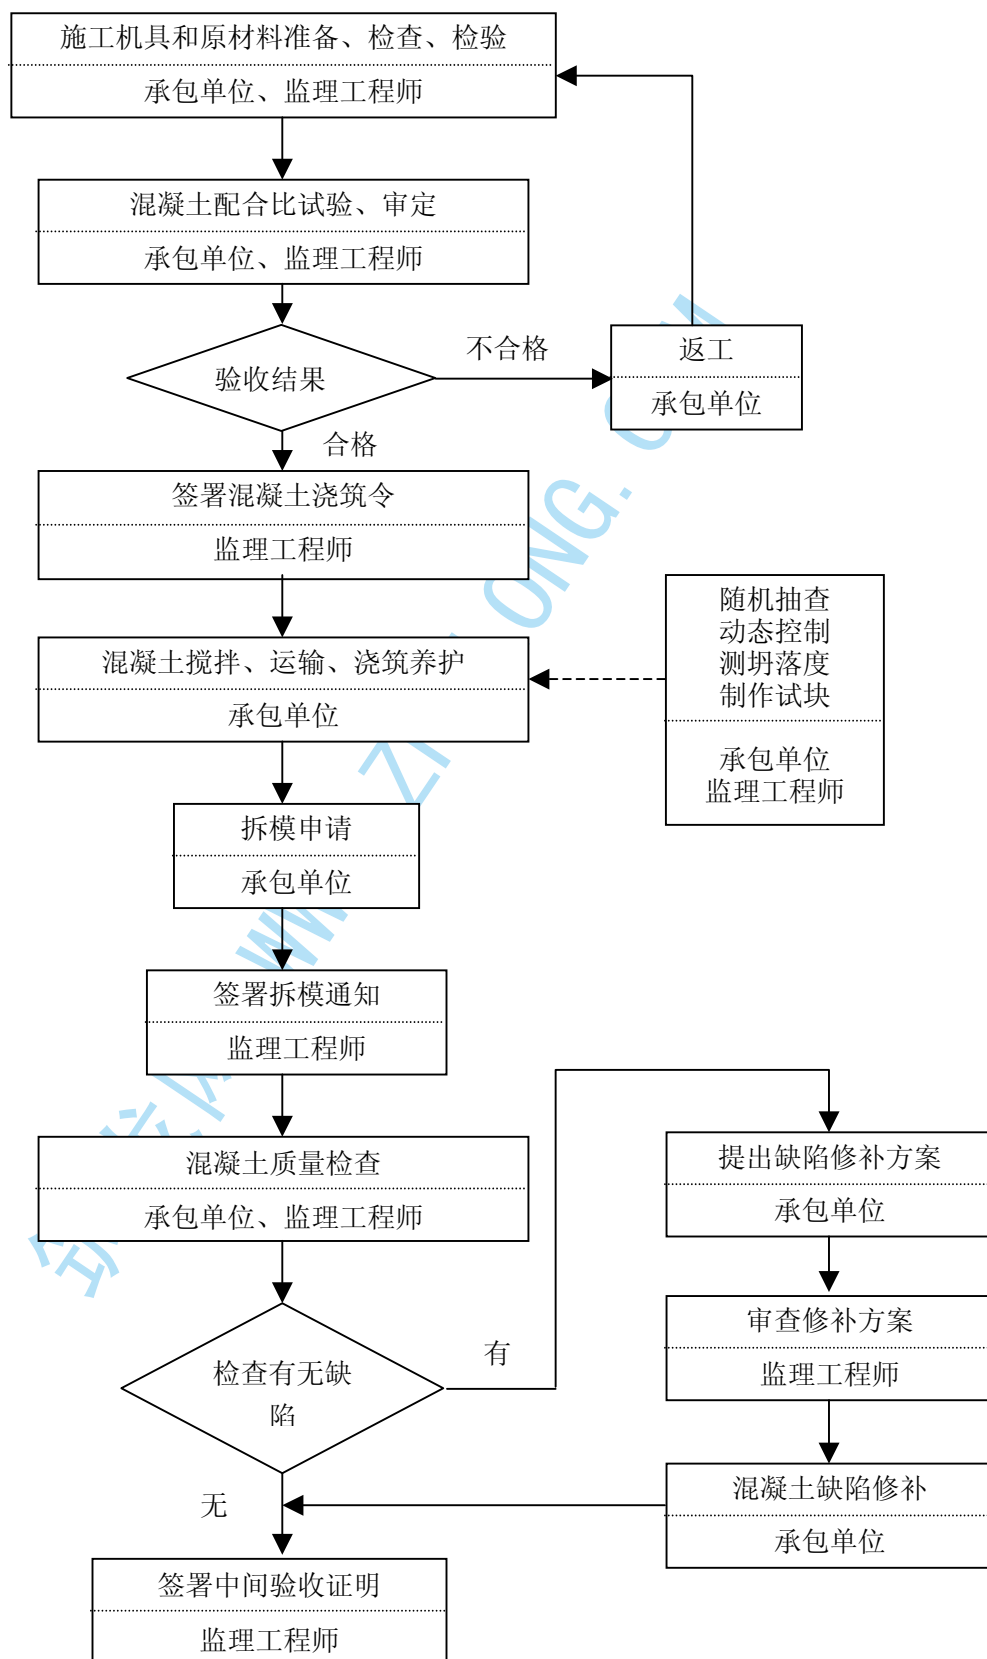 施工机具和原材料准备、检查、检验
承包单位、监理工程师
混凝土配合比试验、审定
承包单位、监理工程师
验收结果
不合格
返工
承包单位
合格
签署混凝土浇筑令
监理工程师
随机抽查
动态控制
测坍落度
制作试块
承包单位
监理工程师
混凝土搅拌、运输、浇筑养护
承包单位
拆模申请
承包单位
签署拆模通知
监理工程师
混凝土质量检查
承包单位、监理工程师
提出缺陷修补方案
承包单位
检查有无缺
陷
有
审查修补方案
监理工程师
无
混凝土缺陷修补
承包单位
签署中间验收证明
监理工程师